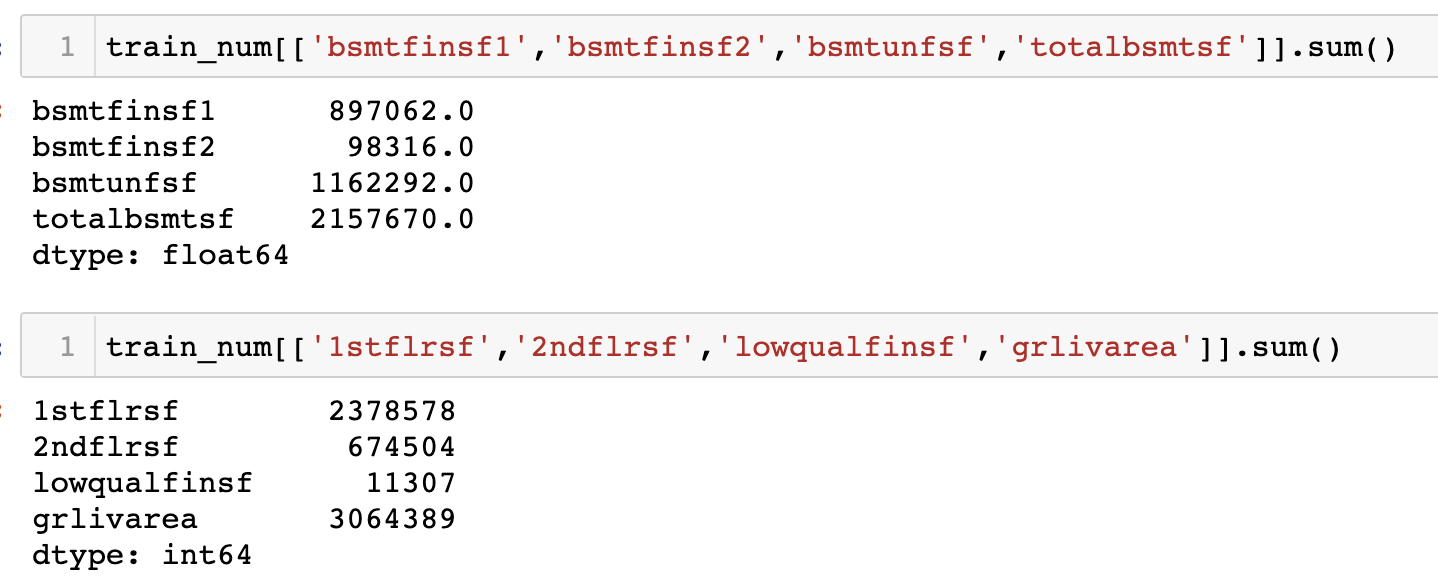 1 train_num[['bsmtfinsf1','bsmtfinsf2','bsmtunfsf','totalbsmtsf']].sum()
bsmtfinsf1 897062.0
bsmtfinsf2 98316.0
bsmtunfsf 1162292.0
totalbsmtsf 2157670.0
dtype: float64
1 train_num[['1stflrsf','2ndflrsf','lowqualfinsf','grlivarea']].sum()
1stflrsf 2378578
2ndflrsf 674504
lowqualfinsf 11307
grlivarea 3064389
dtype: int64